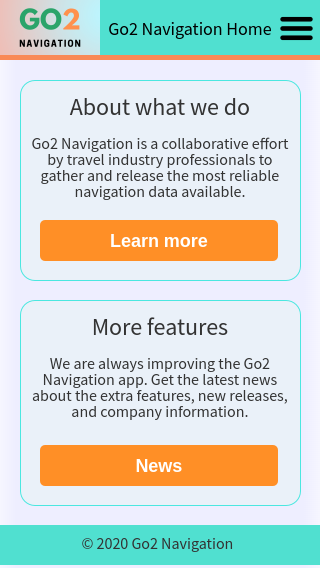 GO2
NAVIGATION
Go2 Navigation Home
About what we do
Go2 Navigation is a collaborative effort
by travel industry professionals to
gather and release the most reliable
navigation data available.
Learn more
More features
We are always improving the Go2
Navigation app. Get the latest news
about the extra features, new releases,
and company information.
News
© 2020 Go2 Navigation